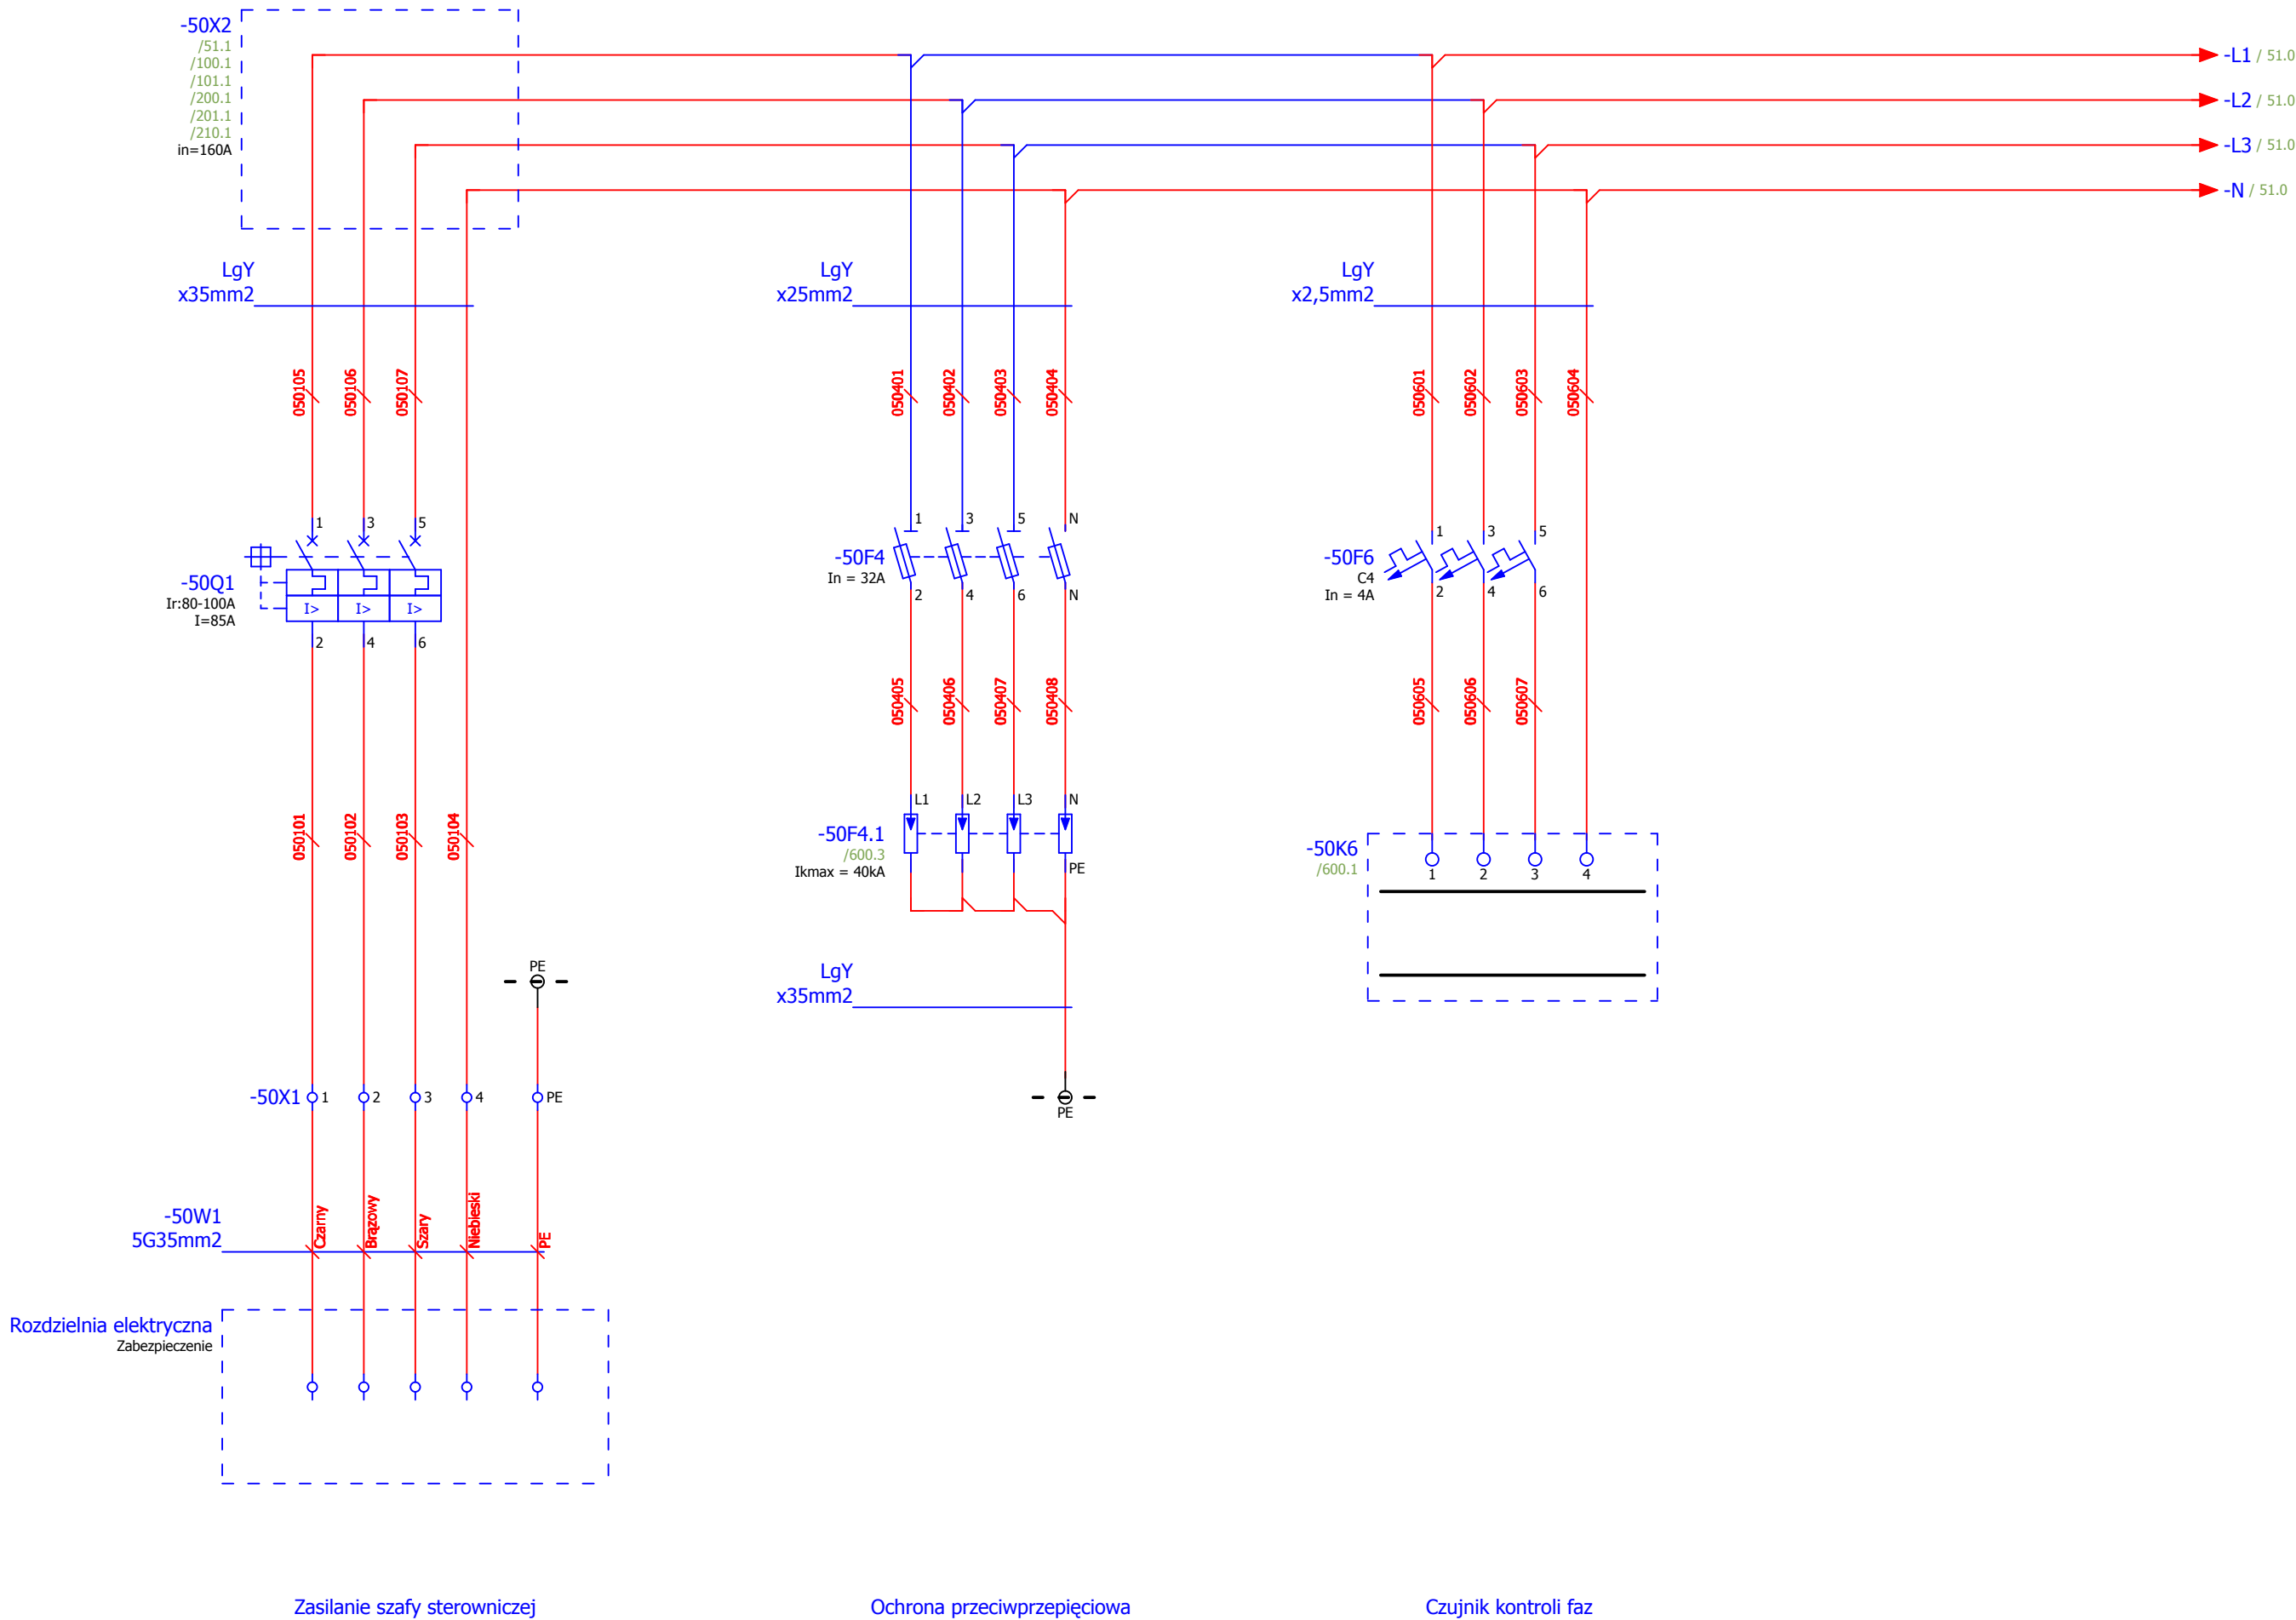 -50X2
/51.1
/100.1
/101.1
/200.1
/201.1
/210.1
in=160A
-L1 / 51.0
-L2 / 51.0
-L3 / 51.0
-N / 51.0
LgY
x35mm2
LgY
x25mm2
LgY
x2,5mm2
050105
050106
050107
050401
050402
050403
050404
050601
050602
050603
050604
1 3 5
-50Q1
Ir:80-100A
I=85A
I> I> I>
2 4 6
1 3 5 N
-50F4
In = 32A
2 4 6 N
1 3 5
-50F6
C4
In = 4A
2 4 6
050405
050406
050407
050408
050605
050606
050607
050101
050102
050103
050104
L1 L2 L3 N
-50F4.1
/600.3
Ikmax = 40kA
PE
-50K6
/600.1
1 2 3 4
LgY
x35mm2
PE
PE
-50X1 1 2 3 4 PE
-50W1
5G35mm2
Czarny
Brązowy
Szary
Niebieski
PE
Rozdzielnia elektryczna
Zabezpieczenie
Zasilanie szafy sterowniczej
Ochrona przeciwprzepięciowa
Czujnik kontroli faz